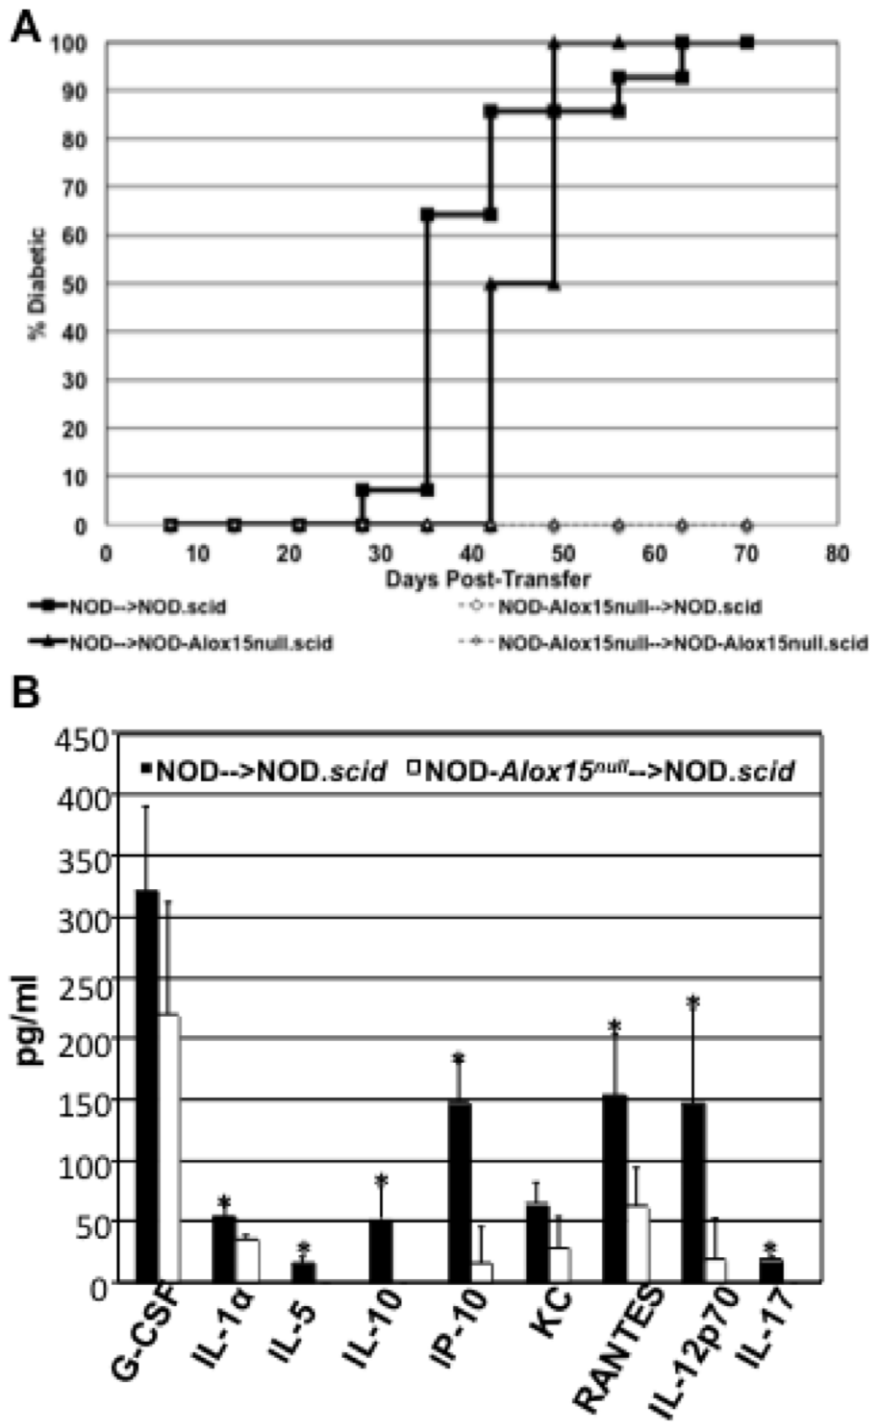 A
100
90
80
70
60
50
40
30
20
10
0
% Diabetic
0 10 20 30 40 50 60 70 80
Days Post-Transfer
NOD-->NOD.scid
NOD-Alox15null-->NOD.scid
NOD-->NOD-Alox15null.scid
NOD-Alox15null-->NOD-Alox15null.scid
B
450
400
350
300
250
200
150
100
50
0
pg/ml
NOD-->NOD.scid NOD-Alox15null-->NOD.scid
* * * * * * *
G-CSF IL-1α IL-5 IL-10 IP-10 KC RANTES IL-12p70 IL-17